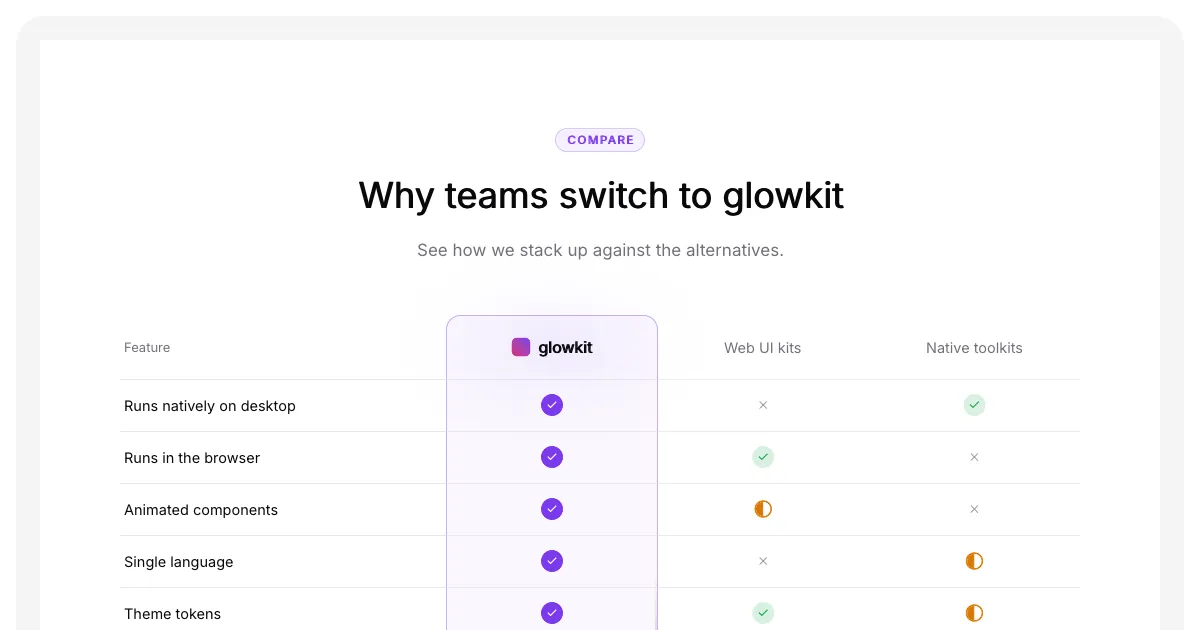 COMPARE
Why teams switch to glowkit
See how we stack up against the alternatives.
Feature glowkit Web UI kits Native toolkits
Runs natively on desktop
Runs in the browser
Animated components
Single language
Theme tokens